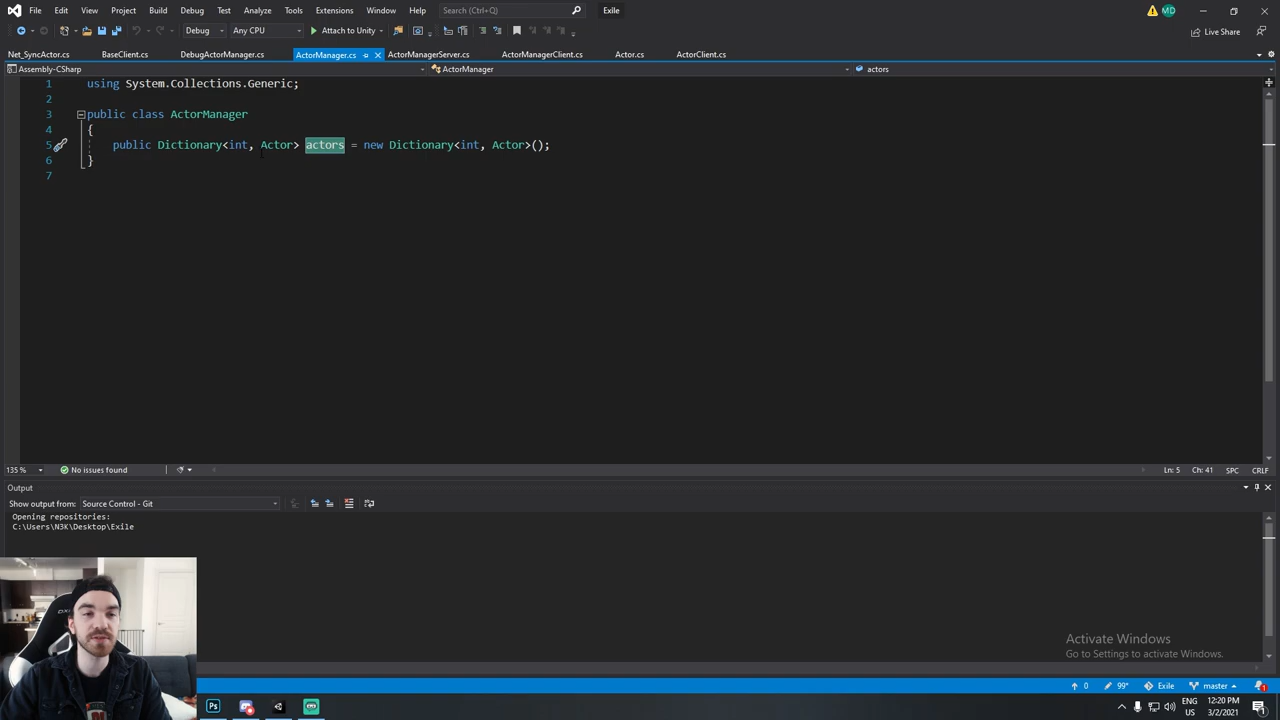 File Edit View Project Build Debug Test Analyze Tools Extensions Window Help Search (Ctrl+Q) Exile MD
Debug Any CPU Attach to Unity Live Share
Net_SyncActor.cs BaseClient.cs DebugActorManager.cs ActorManager.cs ActorManagerServer.cs ActorManagerClient.cs Actor.cs ActorClient.cs
Assembly-CSharp ActorManager actors
1 using System.Collections.Generic;
2
3 public class ActorManager
4 {
5 public Dictionary<int, Actor> actors = new Dictionary<int, Actor>();
6 }
7
135 % No issues found Ln: 5 Ch: 41 SPC CRLF
Output
Show output from: Source Control - Git
Opening repositories:
C:\Users\N3K\Desktop\Exile
Activate Windows
Go to Settings to activate Windows.
0 99+ Exile master 1
ENG 12:20 PM
US 3/2/2021 1